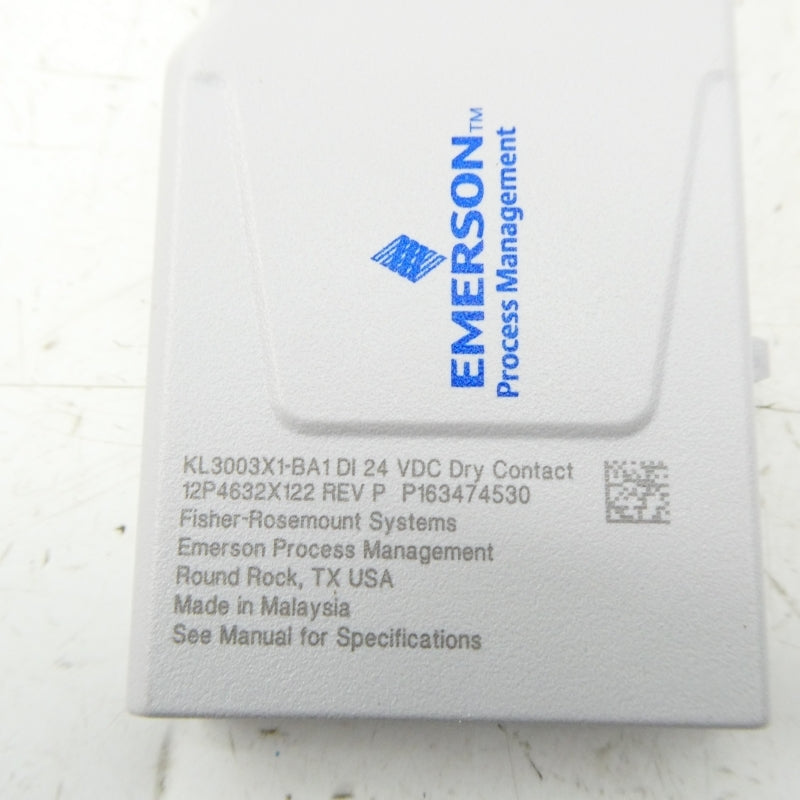 EMERSON™
Process Management
KL3003X1-BA1 DI 24 VDC Dry Contact
12P4632X122 REV P P163474530
Fisher-Rosemount Systems
Emerson Process Management
Round Rock, TX USA
Made in Malaysia
See Manual for Specifications